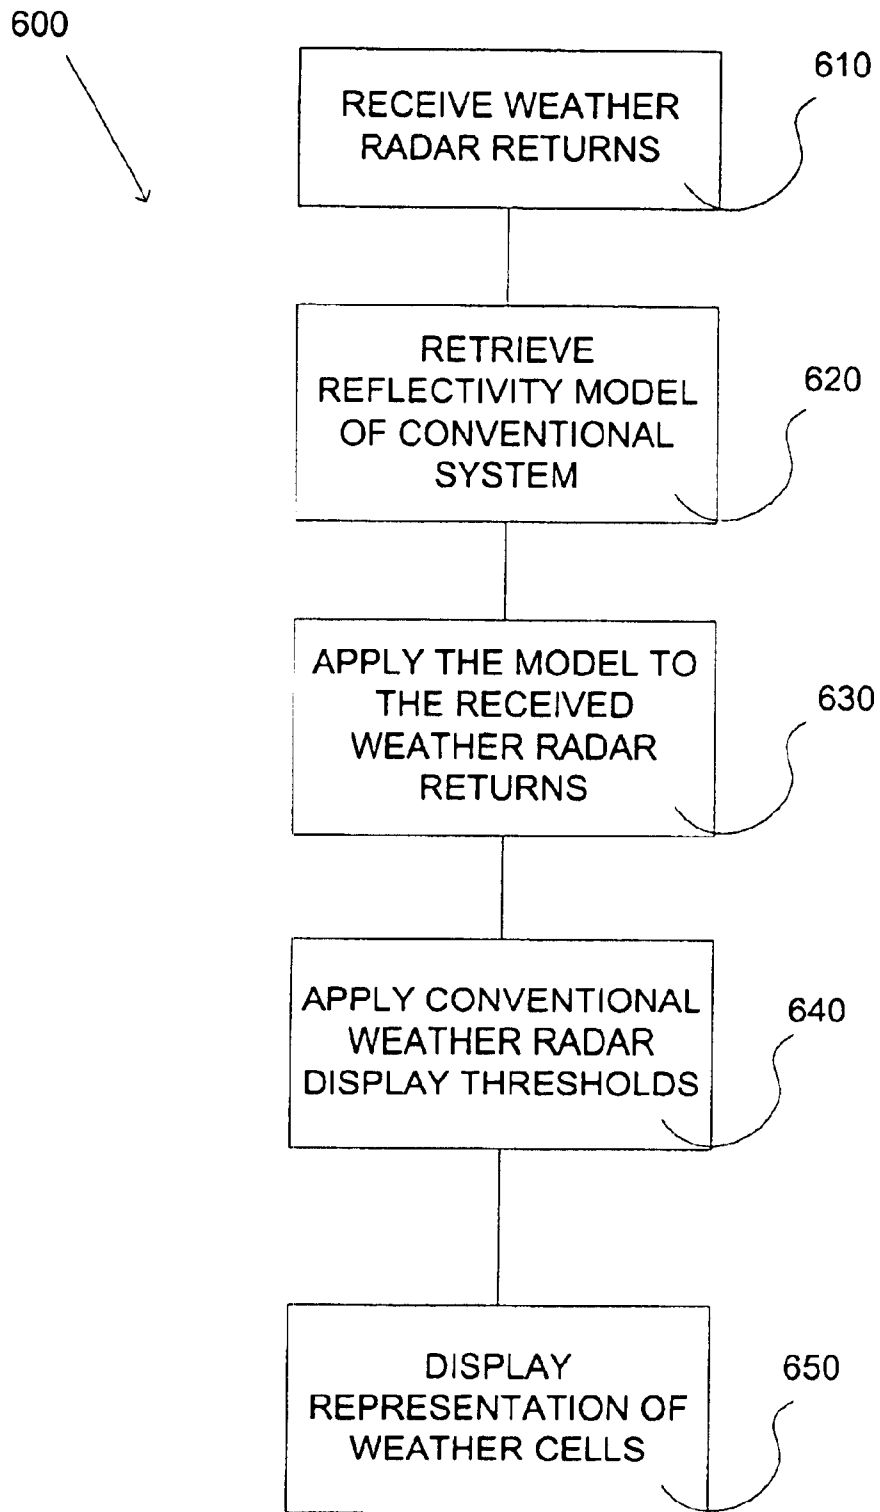 600
610
RECEIVE WEATHER
RADAR RETURNS
620
RETRIEVE
REFLECTIVITY MODEL
OF CONVENTIONAL
SYSTEM
630
APPLY THE MODEL TO
THE RECEIVED
WEATHER RADAR
RETURNS
640
APPLY CONVENTIONAL
WEATHER RADAR
DISPLAY THRESHOLDS
650
DISPLAY
REPRESENTATION OF
WEATHER CELLS